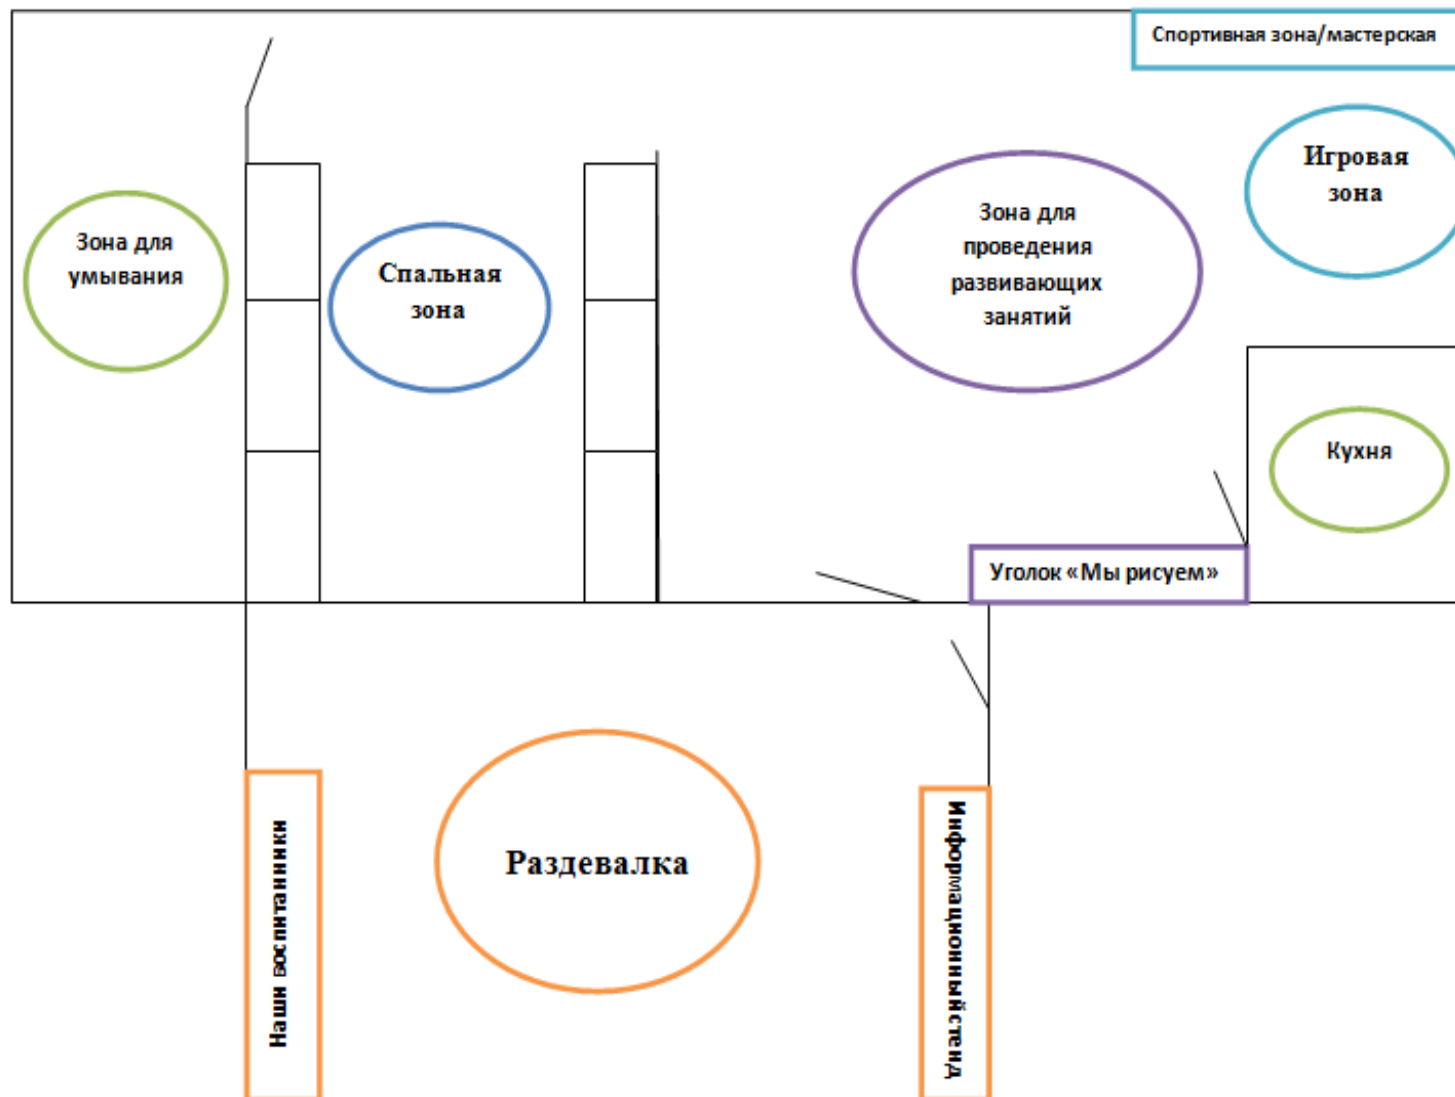 Спортивная зона/мастерская
Игровая
зона
Зона для
проведения
развивающих
занятий
Зона для
умывания
Спальная
зона
Кухня
Уголок «Мы рисуем»
Раздевалка
Наши воспитанники
Информационный стенд